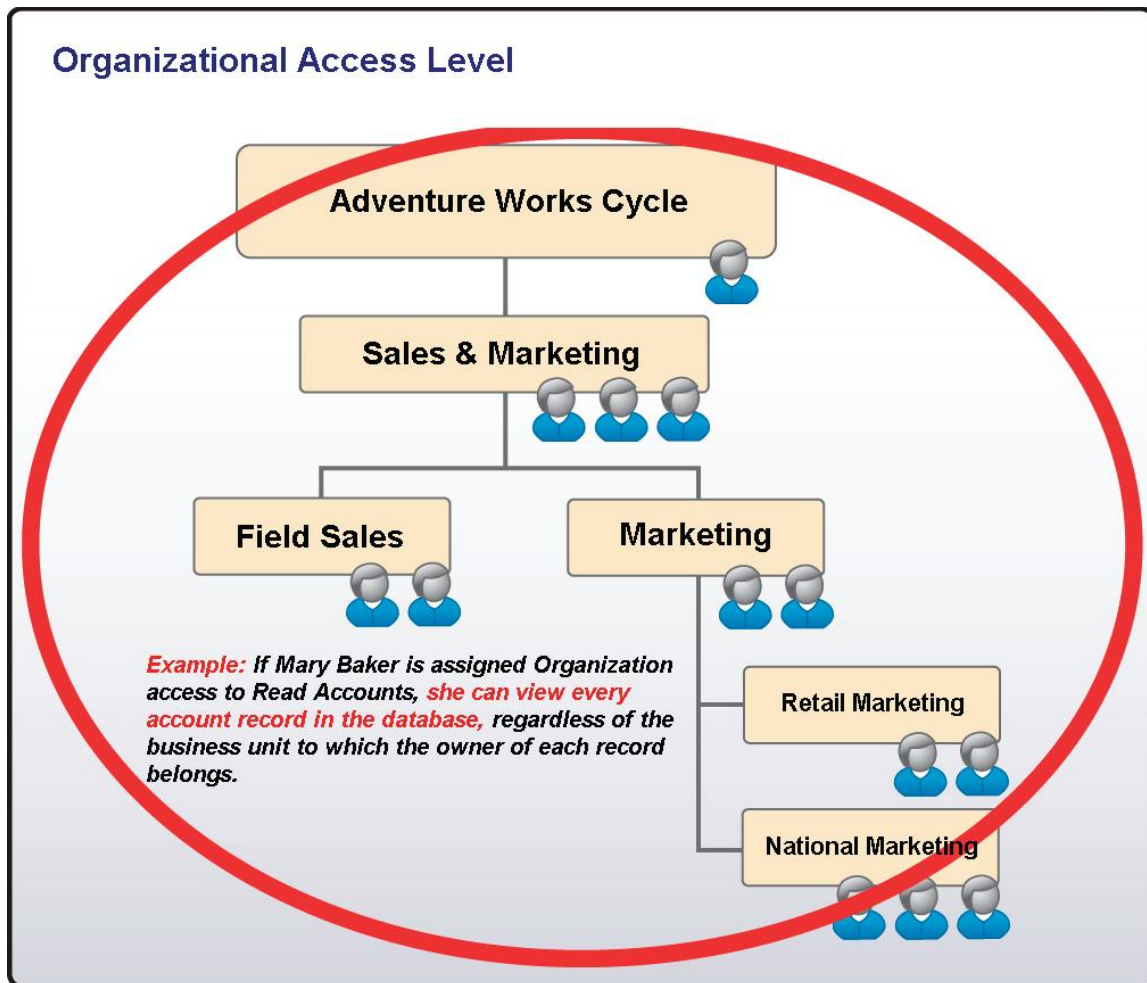 Organizational Access Level
Adventure Works Cycle
Sales & Marketing
Field Sales
Marketing
Example: If Mary Baker is assigned Organization
access to Read Accounts, she can view every
account record in the database, regardless of the
business unit to which the owner of each record
belongs.
Retail Marketing
National Marketing